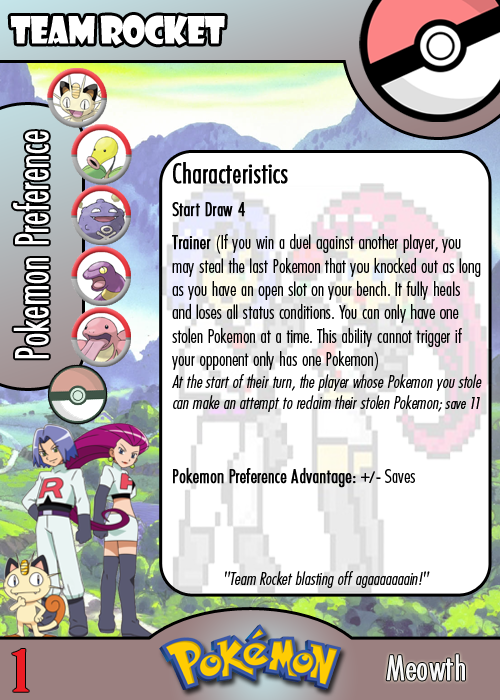 TEAM ROCKET
Pokemon Preference
Characteristics
Start Draw 4
Trainer (If you win a duel against another player, you
may steal the last Pokemon that you knocked out as long
as you have an open slot on your bench. It fully heals
and loses all status conditions. You can only have one
stolen Pokemon at a time. This ability cannot trigger if
your opponent only has one Pokemon)
At the start of their turn, the player whose Pokemon you stole
can make an attempt to reclaim their stolen Pokemon; save 11
Pokemon Preference Advantage: +/- Saves
R
"Team Rocket blasting off agaaaaaaain!"
1
POKéMON
Meowth